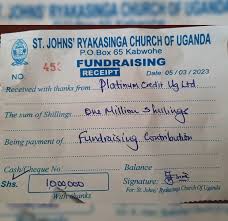 ST. JOHNS' RYAKASINGA CHURCH OF UGANDA
P.O BOX 65 Kabwohe
FUNDRAISING
No 453 RECEIPT Date 05/03/2023
Received with thanks from Platinum Credit Ug Ltd
The sum of Shillings One Million Shillings
Being payment of Fundraising Contribution
Cash/Cheque No Balance
Shs. 1000000 Signature:
With thanks For: St. Johns' Ryakasinga Church Of Uganda